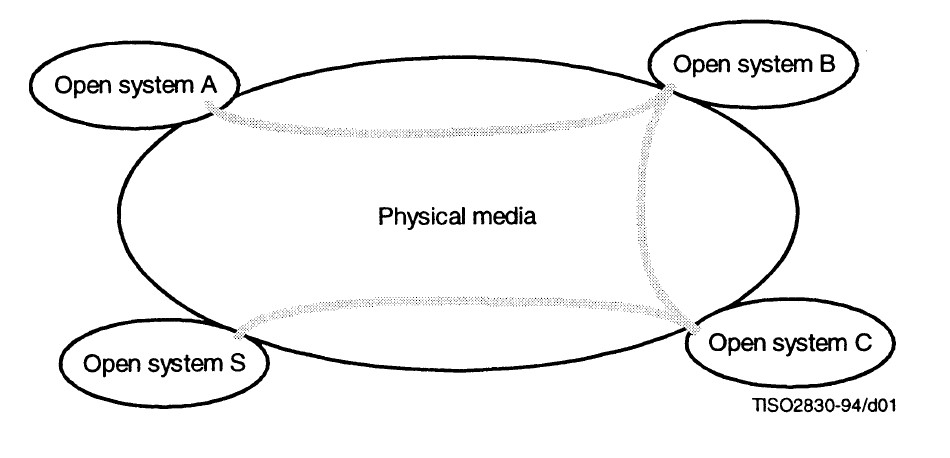 Open system A
Open system B
Physical media
Open system S
Open system C
TISO2830-94/d01